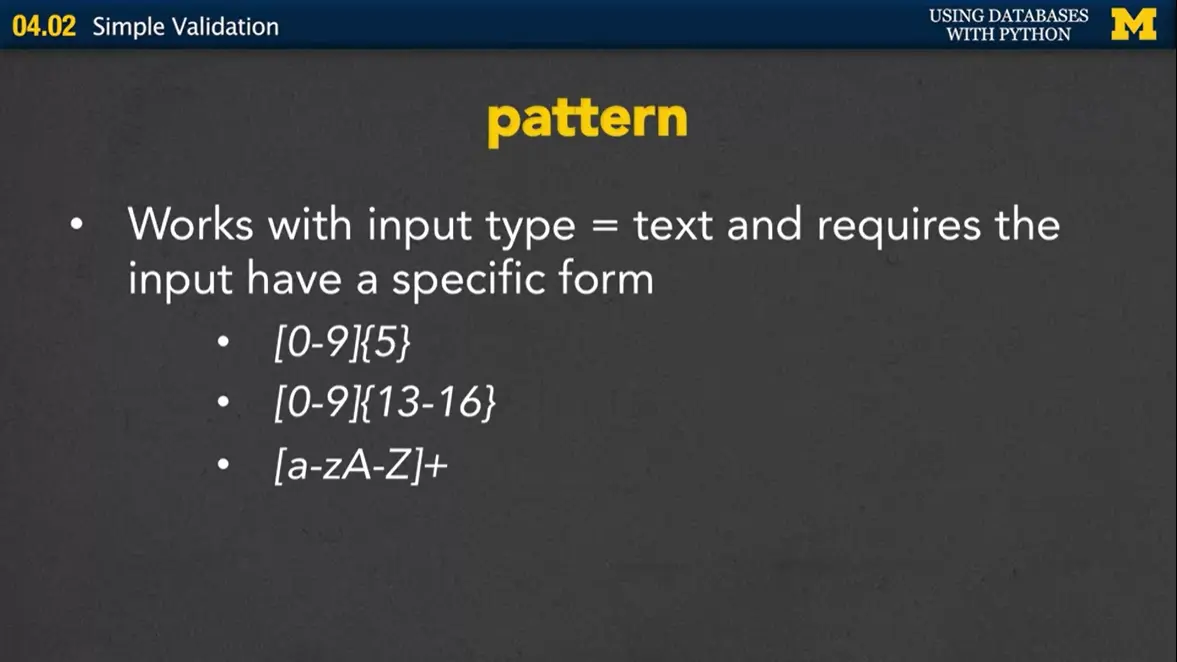 04.02 Simple Validation
USING DATABASES
WITH PYTHON
M
pattern
• Works with input type = text and requires the
input have a specific form
• [0-9]{5}
• [0-9]{13-16}
• [a-zA-Z]+